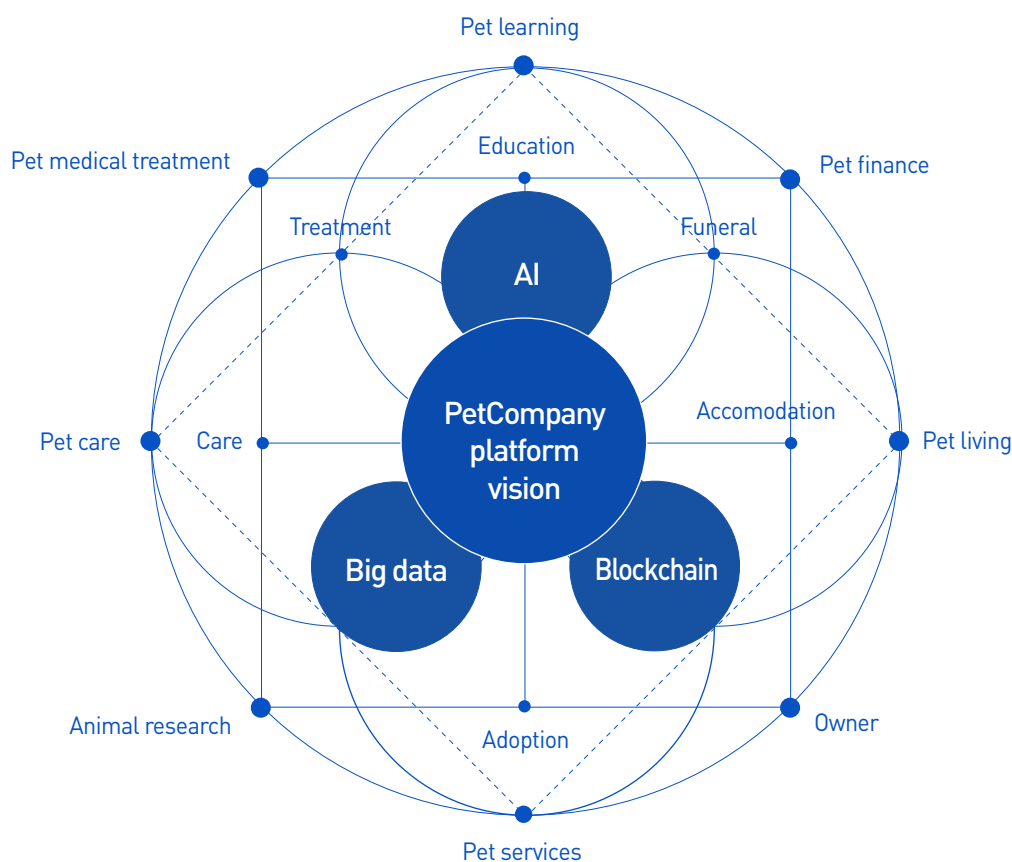 Pet learning
Education
Pet medical treatment
Pet finance
Treatment
Funeral
AI
PetCompany
platform
vision
Accomodation
Pet care
Care
Pet living
Big data
Blockchain
Animal research
Adoption
Owner
Pet services